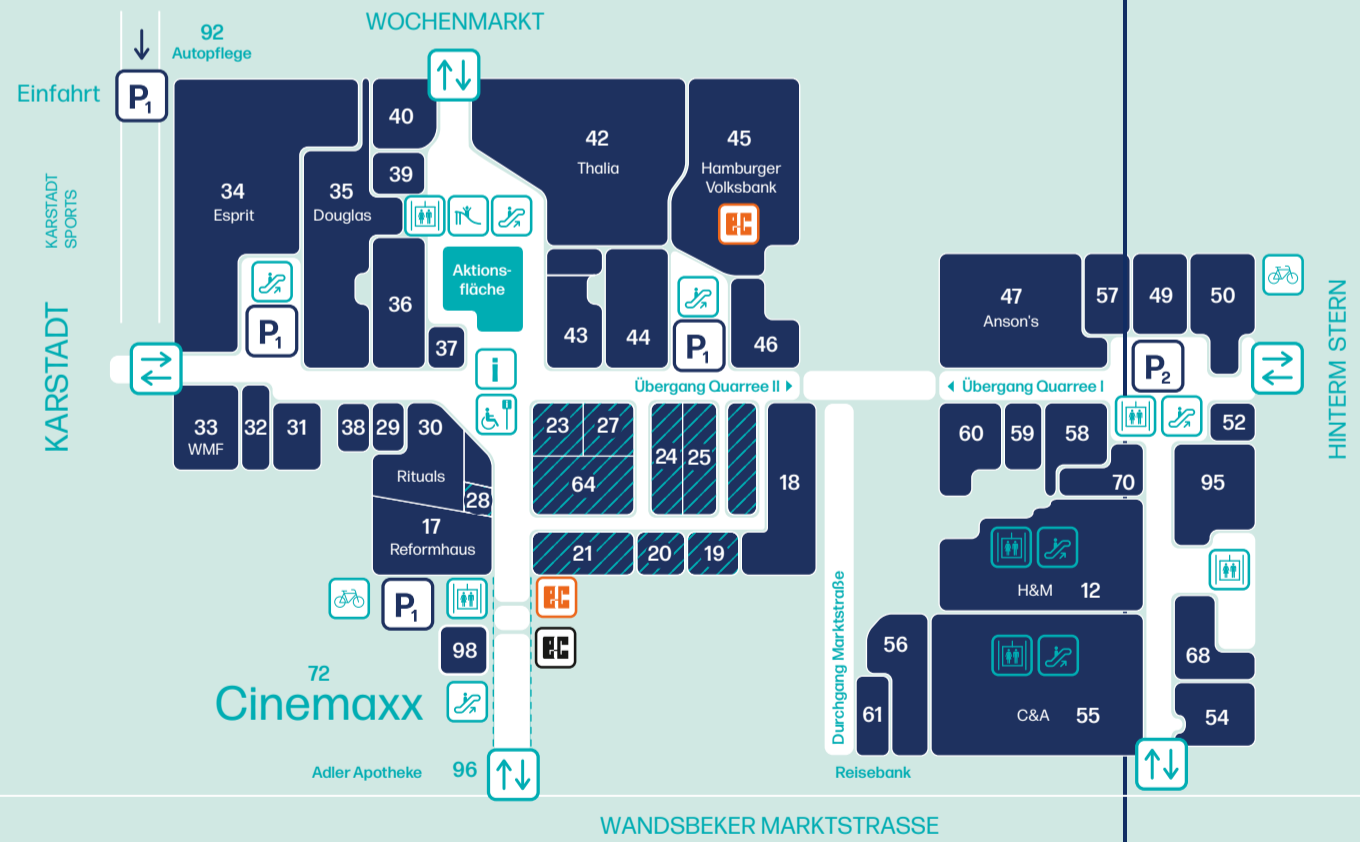 WOCHENMARKT
92
Autopflege
Einfahrt
P1
KARSTADT
SPORTS
KARSTADT
34
Esprit
35
Douglas
40
39
36
37
P1
Aktions-
fläche
i
42
Thalia
45
Hamburger
Volksbank
ec
43
44
P1
46
Übergang Quarree II
Übergang Quarree I
47
Anson's
57
49
50
P2
HINTERM STERN
33
WMF
32
31
38
29
30
Rituals
28
17
Reformhaus
23
27
64
24
25
18
21
20
19
60
59
58
52
70
95
H&M 12
P1
ec
ec
98
72
Cinemaxx
Adler Apotheke 96
Durchgang Marktstraße
56
61
C&A 55
68
54
Reisebank
WANDSBEKER MARKTSTRASSE